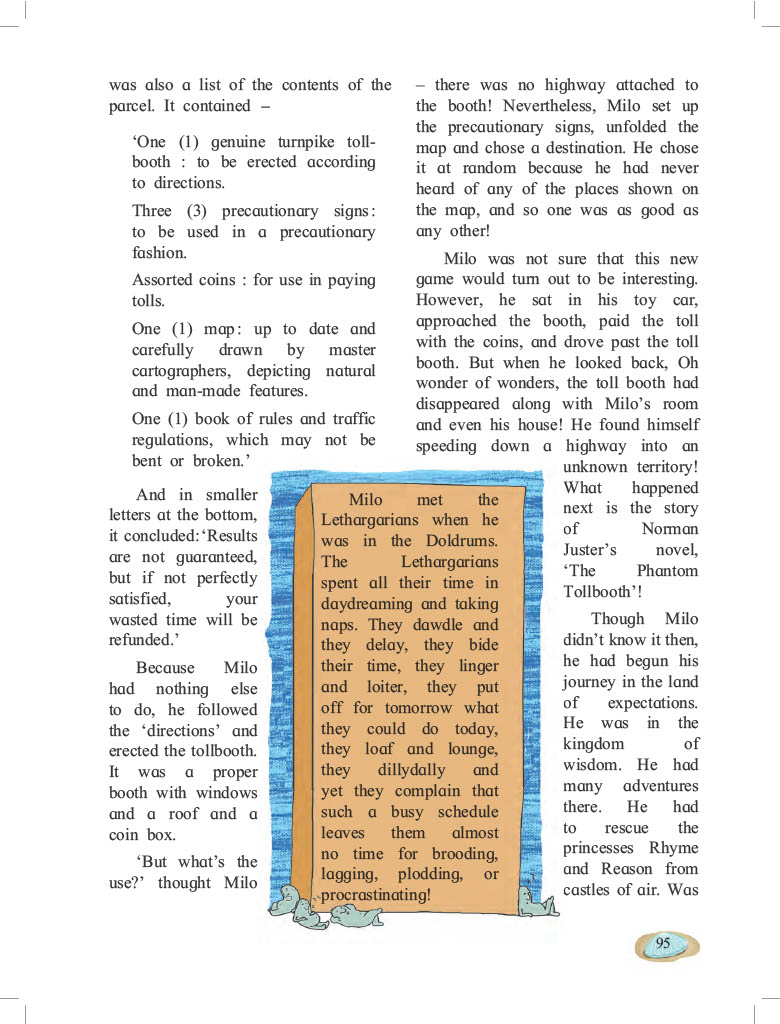 was also a list of the contents of the
parcel. It contained –
‘One (1) genuine turnpike toll-
booth : to be erected according
to directions.
Three (3) precautionary signs:
to be used in a precautionary
fashion.
Assorted coins : for use in paying
tolls.
One (1) map: up to date and
carefully drawn by master
cartographers, depicting natural
and man-made features.
One (1) book of rules and traffic
regulations, which may not be
bent or broken.’
And in smaller
letters at the bottom,
it concluded:‘Results
are not guaranteed,
but if not perfectly
satisfied, your
wasted time will be
refunded.’
Because Milo
had nothing else
to do, he followed
the ‘directions’ and
erected the tollbooth.
It was a proper
booth with windows
and a roof and a
coin box.
‘But what’s the
use?’ thought Milo
– there was no highway attached to
the booth! Nevertheless, Milo set up
the precautionary signs, unfolded the
map and chose a destination. He chose
it at random because he had never
heard of any of the places shown on
the map, and so one was as good as
any other!
Milo was not sure that this new
game would turn out to be interesting.
However, he sat in his toy car,
approached the booth, paid the toll
with the coins, and drove past the toll
booth. But when he looked back, Oh
wonder of wonders, the toll booth had
disappeared along with Milo’s room
and even his house! He found himself
speeding down a highway into an
unknown territory!
What happened
next is the story
of Norman
Juster’s novel,
‘The Phantom
Tollbooth’!
Though Milo
didn’t know it then,
he had begun his
journey in the land
of expectations.
He was in the
kingdom of
wisdom. He had
many adventures
there. He had
to rescue the
princesses Rhyme
and Reason from
castles of air. Was
Milo met the
Lethargarians when he
was in the Doldrums.
The Lethargarians
spent all their time in
daydreaming and taking
naps. They dawdle and
they delay, they bide
their time, they linger
and loiter, they put
off for tomorrow what
they could do today,
they loaf and lounge,
they dillydally and
yet they complain that
such a busy schedule
leaves them almost
no time for brooding,
lagging, plodding, or
procrastinating!
95